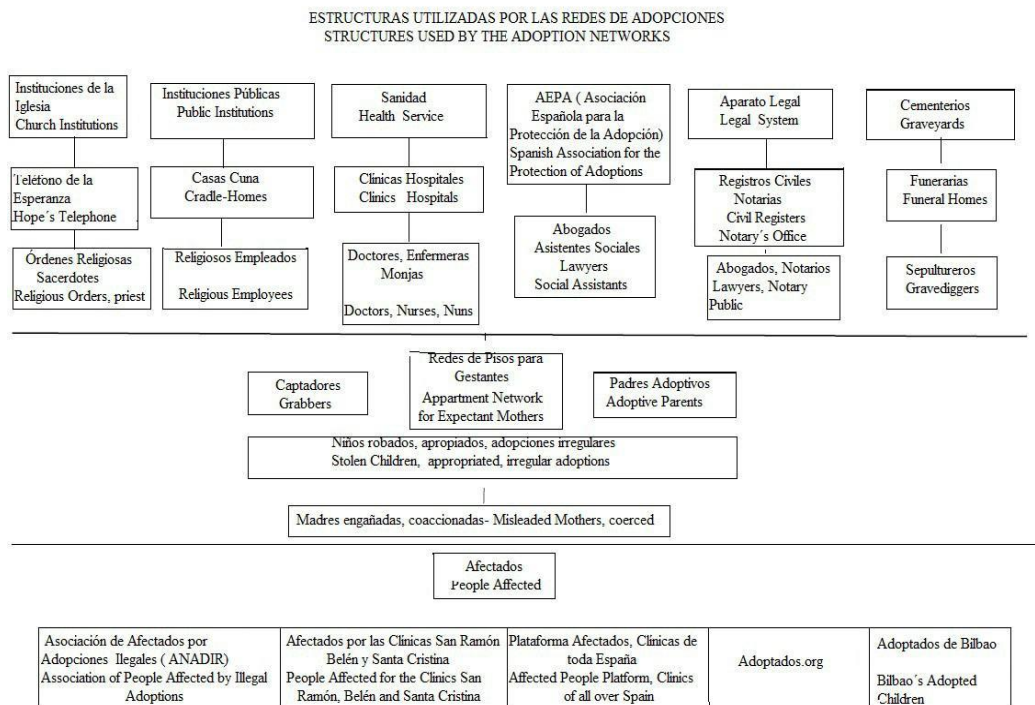 ESTRUCTURAS UTILIZADAS POR LAS REDES DE ADOPCIONES
STRUCTURES USED BY THE ADOPTION NETWORKS
Instituciones de la
Iglesia
Church Institutions
Instituciones Públicas
Public Institutions
Sanidad
Health Service
AEPA ( Asociación
Española para la
Protección de la Adopción)
Spanish Association for the
Protection of Adoptions
Aparato Legal
Legal System
Cementerios
Graveyards
Teléfono de la
Esperanza
Hope´s Telephone
Casas Cuna
Cradle-Homes
Clínicas Hospitales
Clinics Hospitals
Abogados
Asistentes Sociales
Lawyers
Social Assistants
Registros Civiles
Notarias
Civil Registers
Notary´s Office
Funerarias
Funeral Homes
Órdenes Religiosas
Sacerdotes
Religious Orders, priest
Religiosos Empleados
Religious Employees
Doctores, Enfermeras
Monjas
Doctors, Nurses, Nuns
Abogados, Notarios
Lawyers, Notary
Public
Sepultureros
Gravediggers
Captadores
Grabbers
Redes de Pisos para
Gestantes
Appartment Network
for Expectant Mothers
Padres Adoptivos
Adoptive Parents
Niños robados, apropiados, adopciones irregulares
Stolen Children, appropriated, irregular adoptions
Madres engañadas, coaccionadas- Misleaded Mothers, coerced
Afectados
People Affected
Asociación de Afectados por
Adopciones Ilegales ( ANADIR)
Association of People Affected by Illegal
Adoptions
Afectados por las Clínicas San Ramón
Belén y Santa Cristina
People Affected for the Clinics San
Ramón, Belén and Santa Cristina
Plataforma Afectados, Clínicas de
toda España
Affected People Platform, Clinics
of all over Spain
Adoptados.org
Adoptados de Bilbao
Bilbao´s Adopted
Children